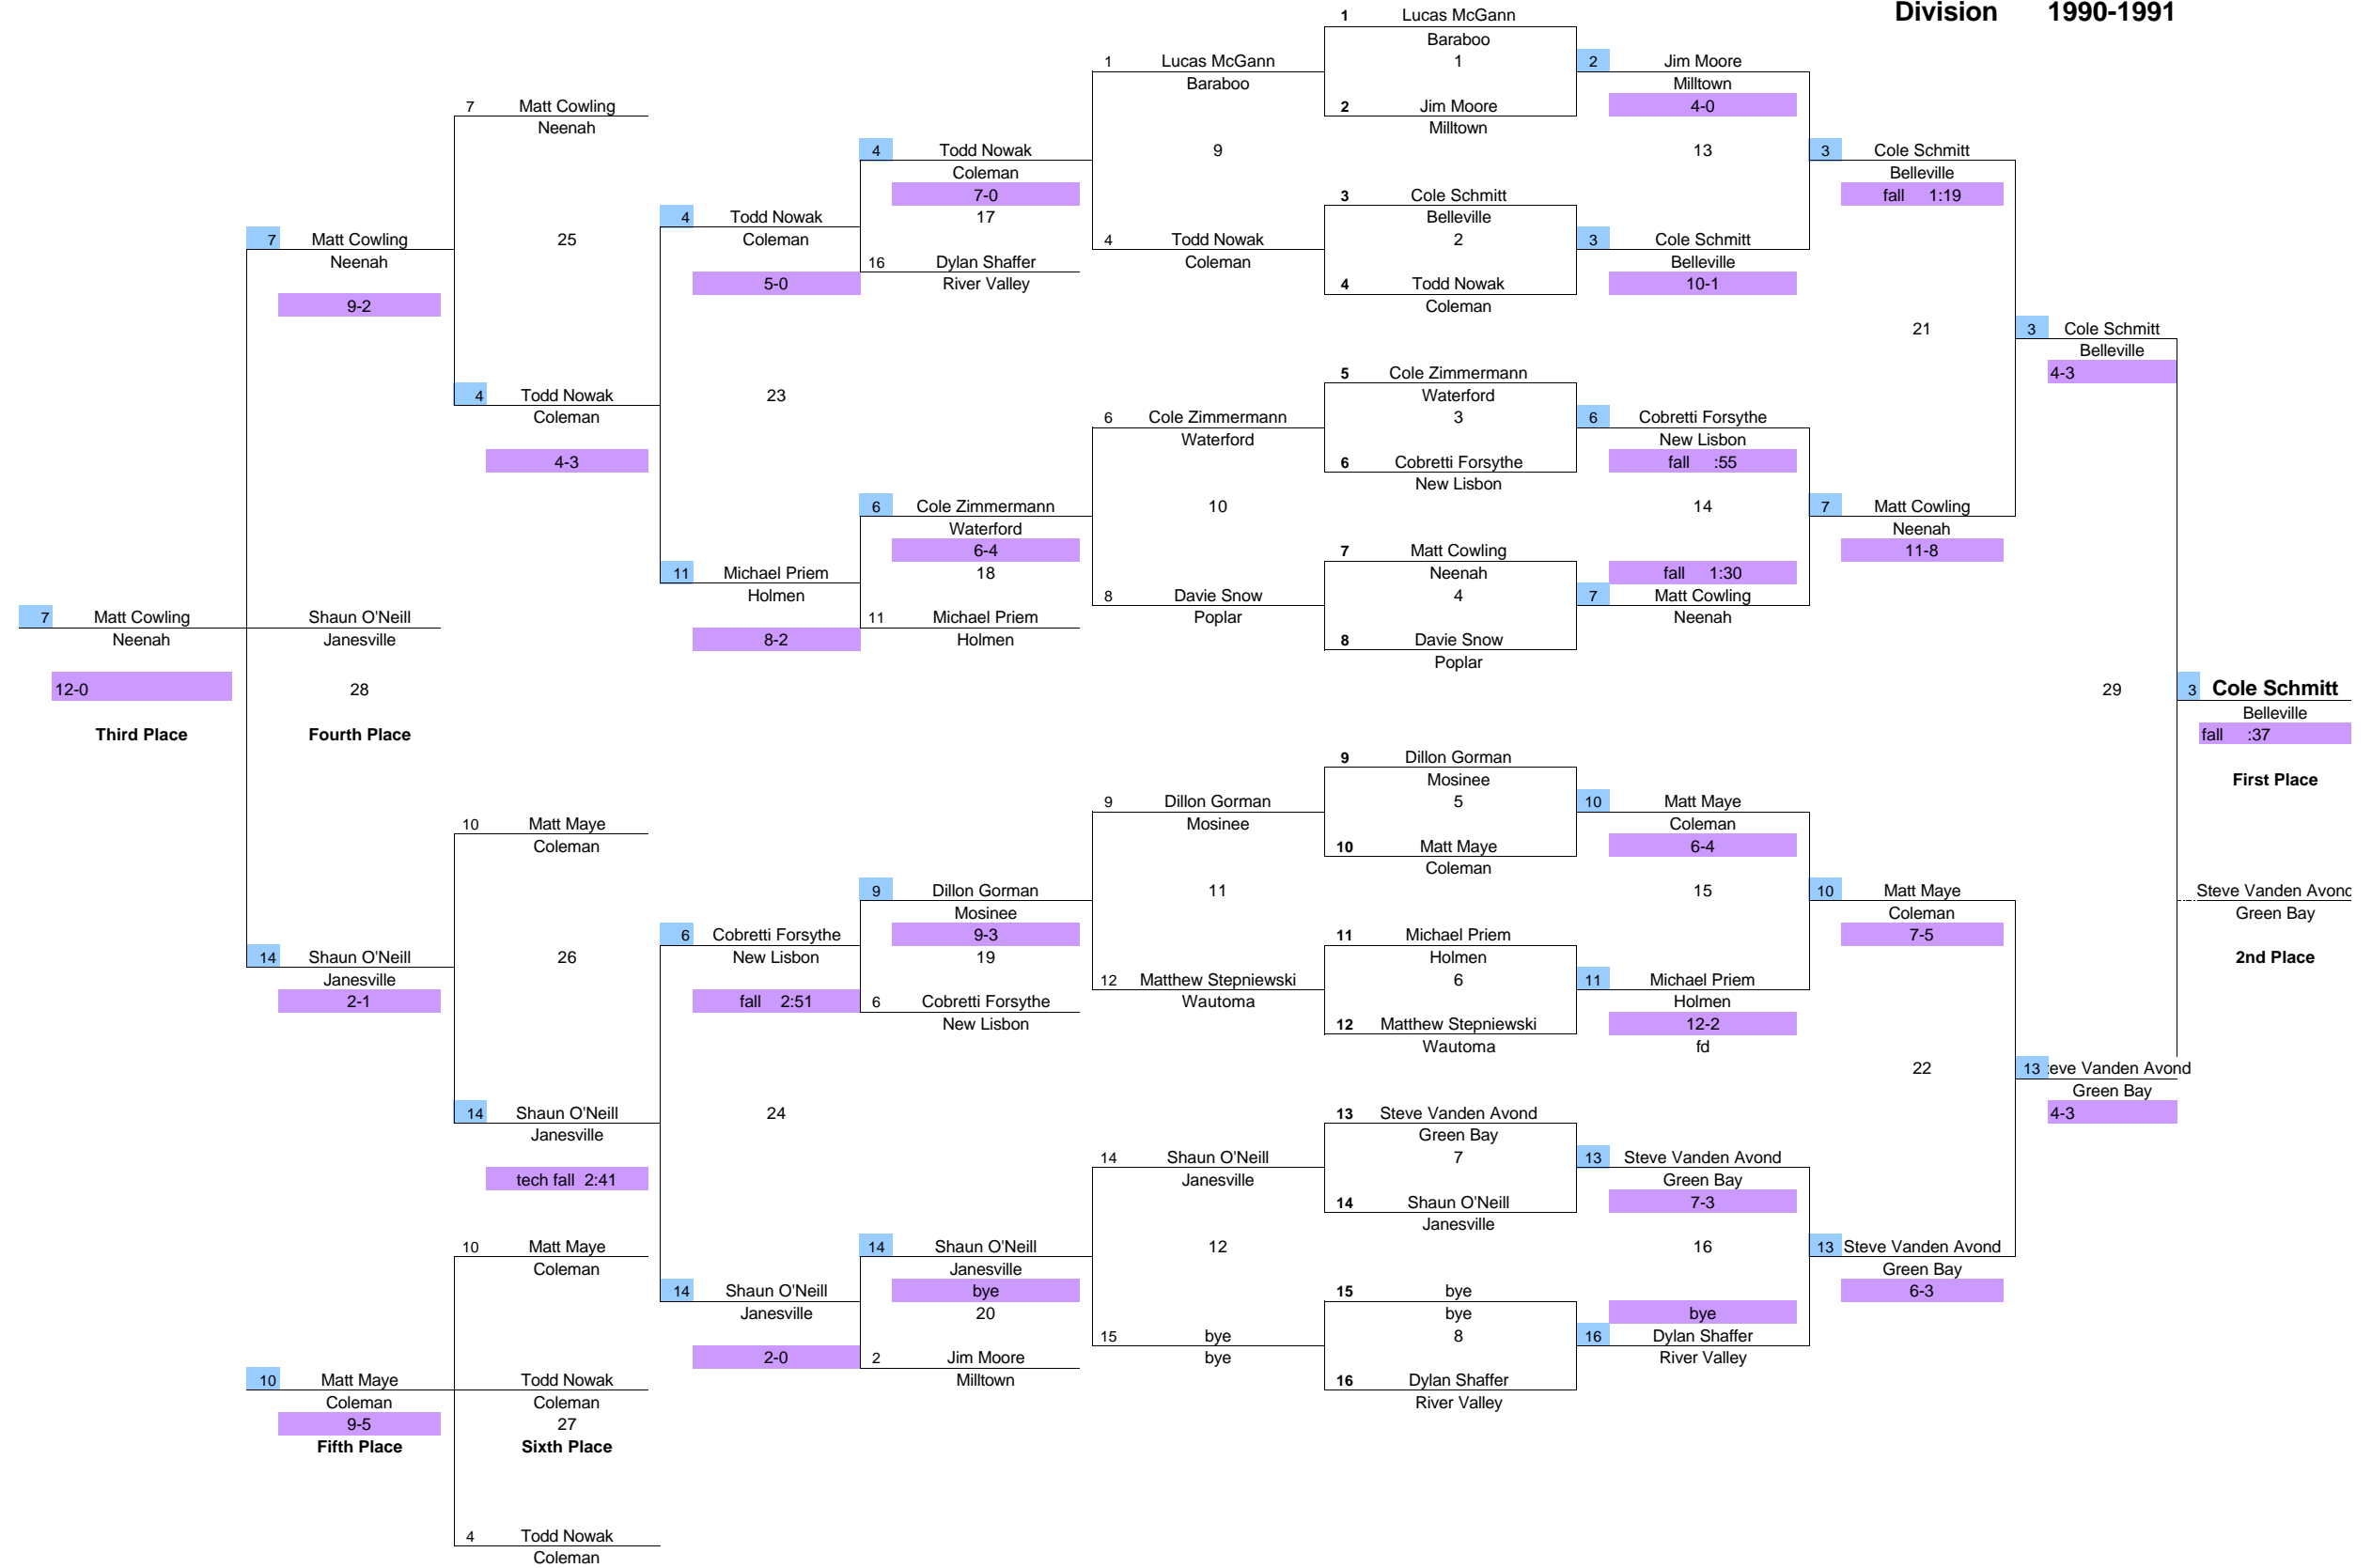 Division 1990-1991
1 Lucas McGann
Baraboo
1 Lucas McGann 1 2 Jim Moore
Baraboo Milltown
7 Matt Cowling 2 Jim Moore 4-0
Neenah Milltown
4 Todd Nowak 9 13 3 Cole Schmitt
Coleman Belleville
7-0 3 Cole Schmitt fall 1:19
4 Todd Nowak 17 Belleville
7 Matt Cowling 25 Coleman 4 Todd Nowak 2 3 Cole Schmitt
Neenah 16 Dylan Shaffer Coleman Belleville
5-0 River Valley 4 Todd Nowak 10-1
9-2 Coleman
21 3 Cole Schmitt
Belleville
5 Cole Zimmermann 4-3
4 Todd Nowak 23 Waterford
Coleman 6 Cole Zimmermann 3 6 Cobretti Forsythe
Waterford New Lisbon
4-3 6 Cobretti Forsythe fall :55
New Lisbon
6 Cole Zimmermann 10 14 7 Matt Cowling
Waterford Neenah
6-4 7 Matt Cowling 11-8
11 Michael Priem 18 Neenah fall 1:30
Holmen 8 Davie Snow 4 7 Matt Cowling
7 Matt Cowling Shaun O'Neill 11 Michael Priem Poplar Neenah
Neenah Janesville 8-2 Holmen 8 Davie Snow
Poplar
12-0 28 29 3 Cole Schmitt
Belleville
Third Place Fourth Place fall :37
9 Dillon Gorman
Mosinee First Place
9 Dillon Gorman 5 10 Matt Maye
10 Matt Maye Mosinee Coleman
Coleman 10 Matt Maye 6-4
Coleman
9 Dillon Gorman 11 15 10 Matt Maye Steve Vanden Avond
Mosinee Coleman Green Bay
6 Cobretti Forsythe 9-3 11 Michael Priem 7-5
14 Shaun O'Neill 26 New Lisbon 19 Holmen 2nd Place
Janesville 12 Matthew Stepniewski 6 11 Michael Priem
2-1 fall 2:51 6 Cobretti Forsythe Wautoma Holmen
New Lisbon 12 Matthew Stepniewski 12-2
Wautoma fd
22 13 eve Vanden Avond
Green Bay
14 Shaun O'Neill 24 13 Steve Vanden Avond 4-3
Janesville Green Bay
14 Shaun O'Neill 7 13 Steve Vanden Avond
tech fall 2:41 Janesville Green Bay
14 Shaun O'Neill 7-3
Janesville
10 Matt Maye 14 Shaun O'Neill 12 16 13 Steve Vanden Avond
Coleman Janesville Green Bay
14 Shaun O'Neill bye 15 bye 6-3
Janesville 20 bye bye
15 bye 8 16 Dylan Shaffer
2-0 2 Jim Moore bye River Valley
10 Matt Maye Todd Nowak Milltown 16 Dylan Shaffer
Coleman Coleman River Valley
9-5 27
Fifth Place Sixth Place
4 Todd Nowak
Coleman